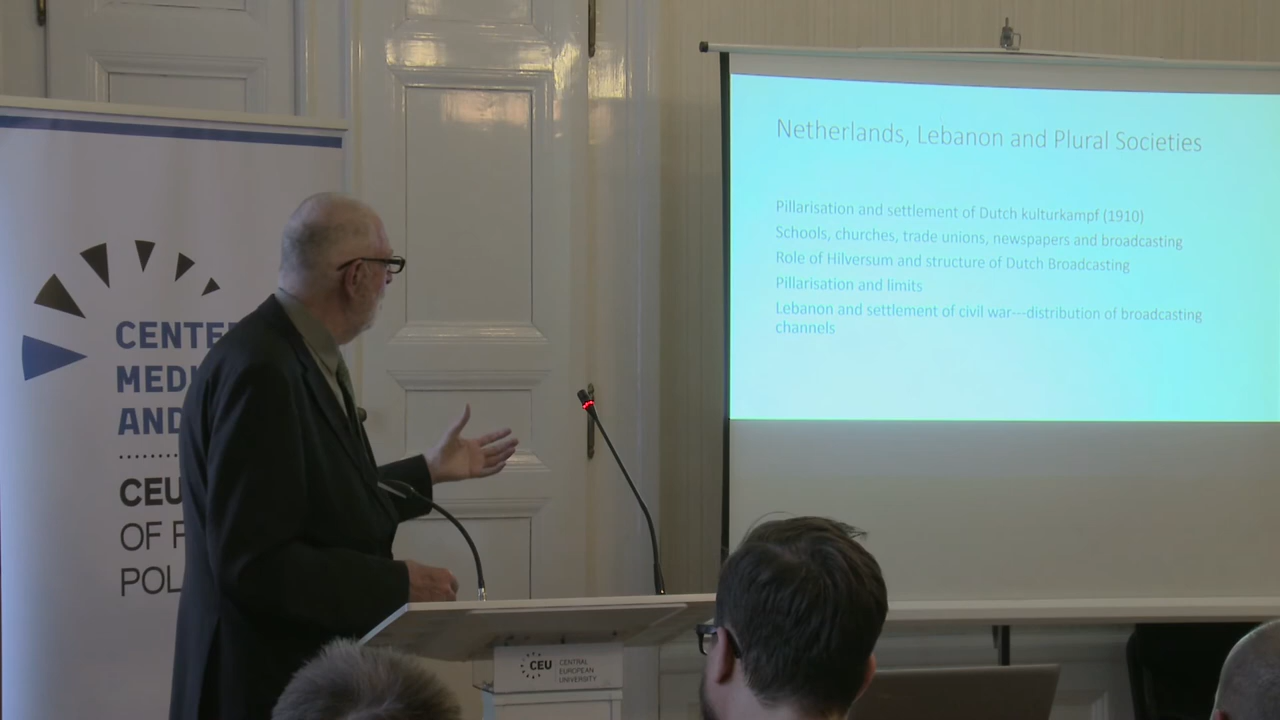 Netherlands, Lebanon and Plural Societies
Pillarisation and settlement of Dutch kulturkampf (1910)
Schools, churches, trade unions, newspapers and broadcasting
Role of Hilversum and structure of Dutch Broadcasting
Pillarisation and limits
Lebanon and settlement of civil war---distribution of broadcasting
channels
CENTE
MEDI
AND
CEU
OF P
POL
CEU
CENTRAL
EUROPEAN
UNIVERSITY